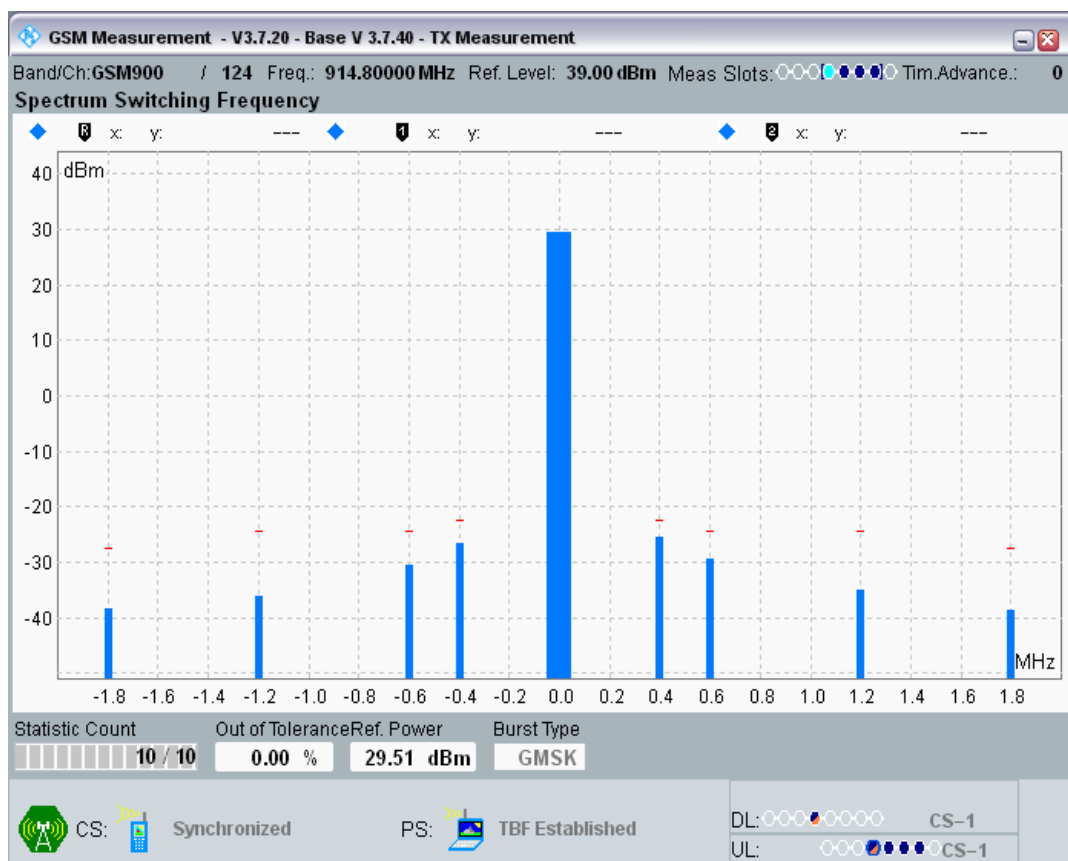 GSM Measurement - V3.7.20 - Base V 3.7.40 - TX Measurement
Band/Ch:GSM900 / 124 Freq.: 914.80000 MHz Ref. Level: 39.00 dBm Meas Slots: Tim.Advance.: 0
Spectrum Switching Frequency
R x: y: --- 1 x: y: --- 2 x: y: ---
dBm
40
30
20
10
0
-10
-20
-30
-40
MHz
-1.8 -1.6 -1.4 -1.2 -1.0 -0.8 -0.6 -0.4 -0.2 0.0 0.2 0.4 0.6 0.8 1.0 1.2 1.4 1.6 1.8
Statistic Count Out of Tolerance Ref. Power Burst Type
10 / 10 0.00 % 29.51 dBm GMSK
CS: Synchronized PS: TBF Established
DL: CS-1
UL: CS-1